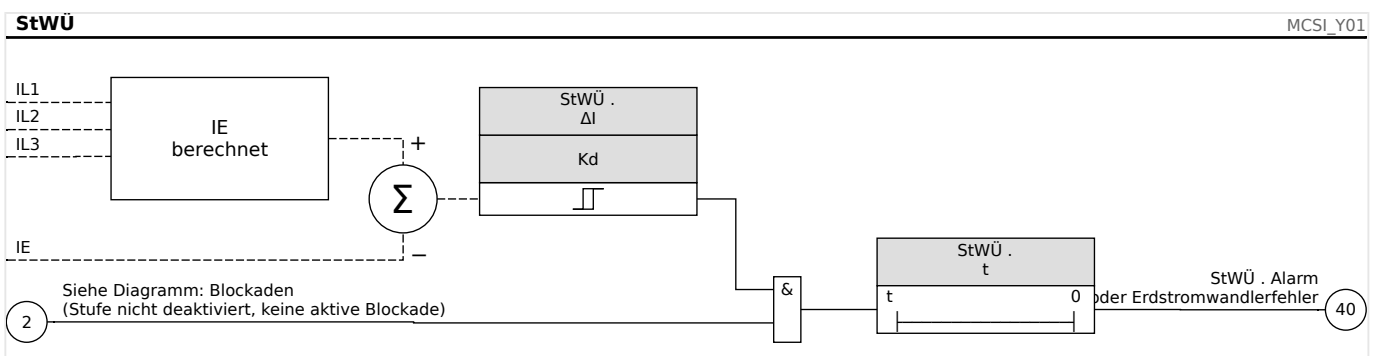 StWÜ
MCSI_Y01
IL1
IL2
IL3
IE
berechnet
+
Σ
−
IE
StWÜ .
ΔI
Kd
&
StWÜ .
t
t 0
Siehe Diagramm: Blockaden
(Stufe nicht deaktiviert, keine aktive Blockade)
2
StWÜ . Alarm
oder Erdstromwandlerfehler
40